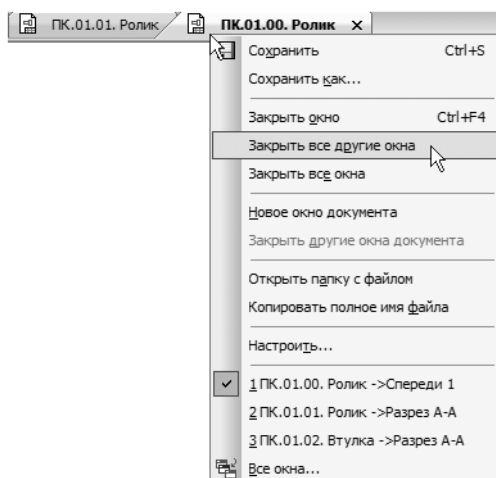 ПК.01.01. Ролик ПК.01.00. Ролик
Сохранить Ctrl+S
Сохранить как...
Закрыть окно Ctrl+F4
Закрыть все другие окна
Закрыть все окна
Новое окно документа
Закрыть другие окна документа
Открыть папку с файлом
Копировать полное имя файла
Настроить...
1 ПК.01.00. Ролик ->Спереди 1
2 ПК.01.01. Ролик ->Разрез А-А
3 ПК.01.02. Втулка ->Разрез А-А
Все окна...